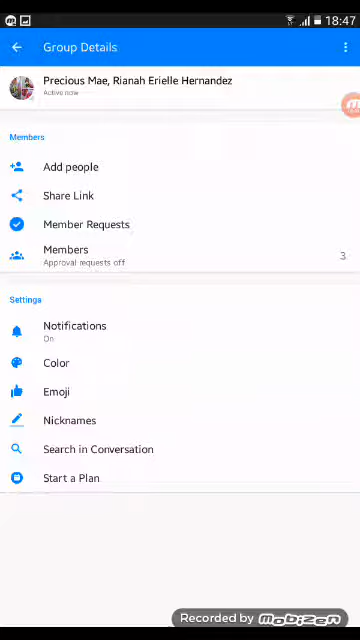 18:47
Group Details
Precious Mae, Rianah Erielle Hernandez
Active now
Members
Add people
Share Link
Member Requests
Members
Approval requests off
3
Settings
Notifications
On
Color
Emoji
Nicknames
Search in Conversation
Start a Plan
Recorded by mobizen